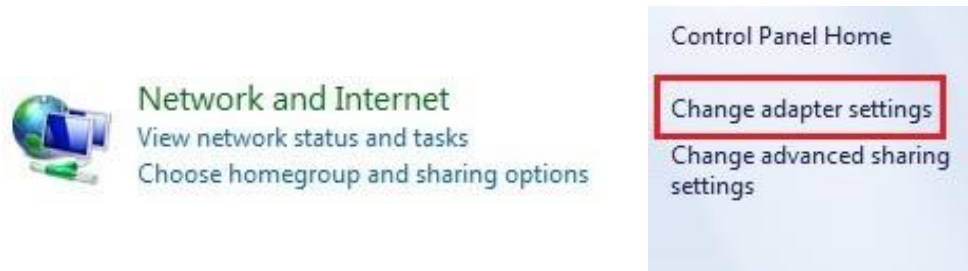 Network and Internet
View network status and tasks
Choose homegroup and sharing options
Control Panel Home
Change adapter settings
Change advanced sharing
settings